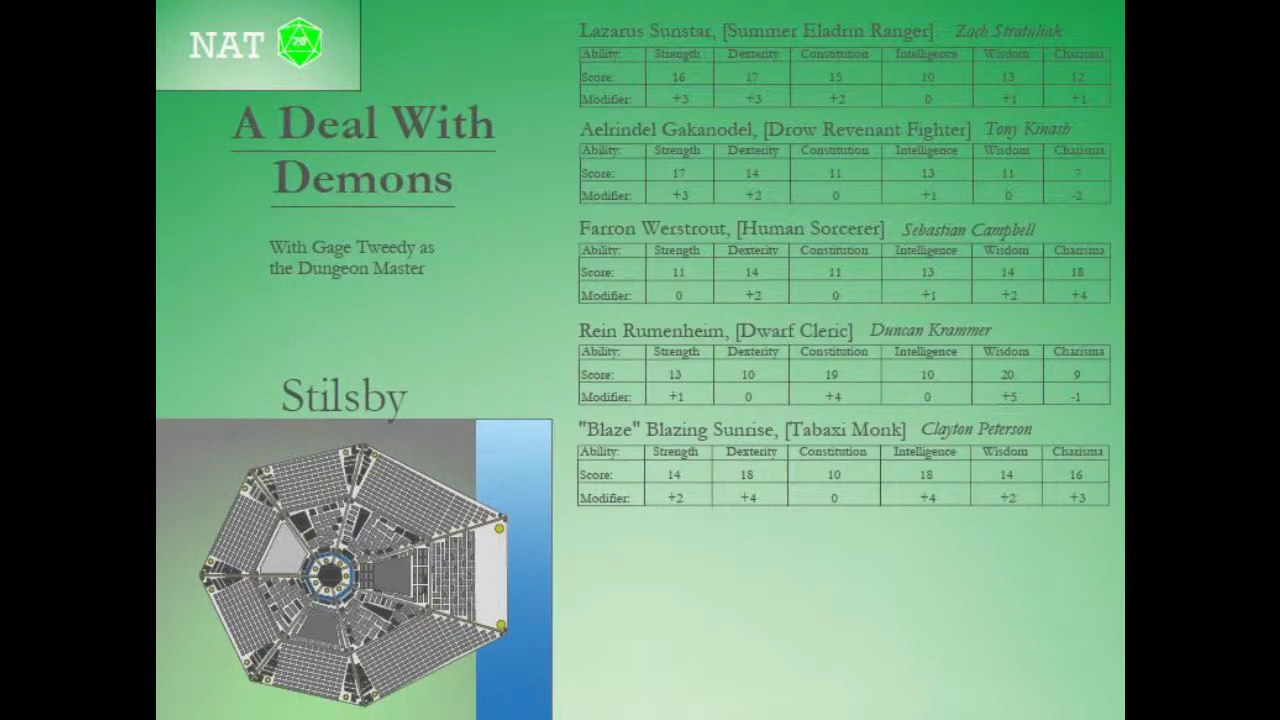 NAT 20
A Deal With
Demons
With Gage Tweedy as
the Dungeon Master
Stilsby
Lazarus Sunstar, [Summer Eladrin Ranger] Zach Stratuliak
Ability: Strength Dexterity Constitution Intelligence Wisdom Charisma
Score: 16 17 15 10 13 12
Modifier: +3 +3 +2 0 +1 +1
Aelrindel Gakanodel, [Drow Revenant Fighter] Tony Kinash
Ability: Strength Dexterity Constitution Intelligence Wisdom Charisma
Score: 17 14 11 13 11 7
Modifier: +3 +2 0 +1 0 -2
Farron Werstrout, [Human Sorcerer] Sebastian Campbell
Ability: Strength Dexterity Constitution Intelligence Wisdom Charisma
Score: 11 14 11 13 14 18
Modifier: 0 +2 0 +1 +2 +4
Rein Rumenheim, [Dwarf Cleric] Duncan Krammer
Ability: Strength Dexterity Constitution Intelligence Wisdom Charisma
Score: 13 10 19 10 20 9
Modifier: +1 0 +4 0 +5 -1
"Blaze" Blazing Sunrise, [Tabaxi Monk] Clayton Peterson
Ability: Strength Dexterity Constitution Intelligence Wisdom Charisma
Score: 14 18 10 18 14 16
Modifier: +2 +4 0 +4 +2 +3